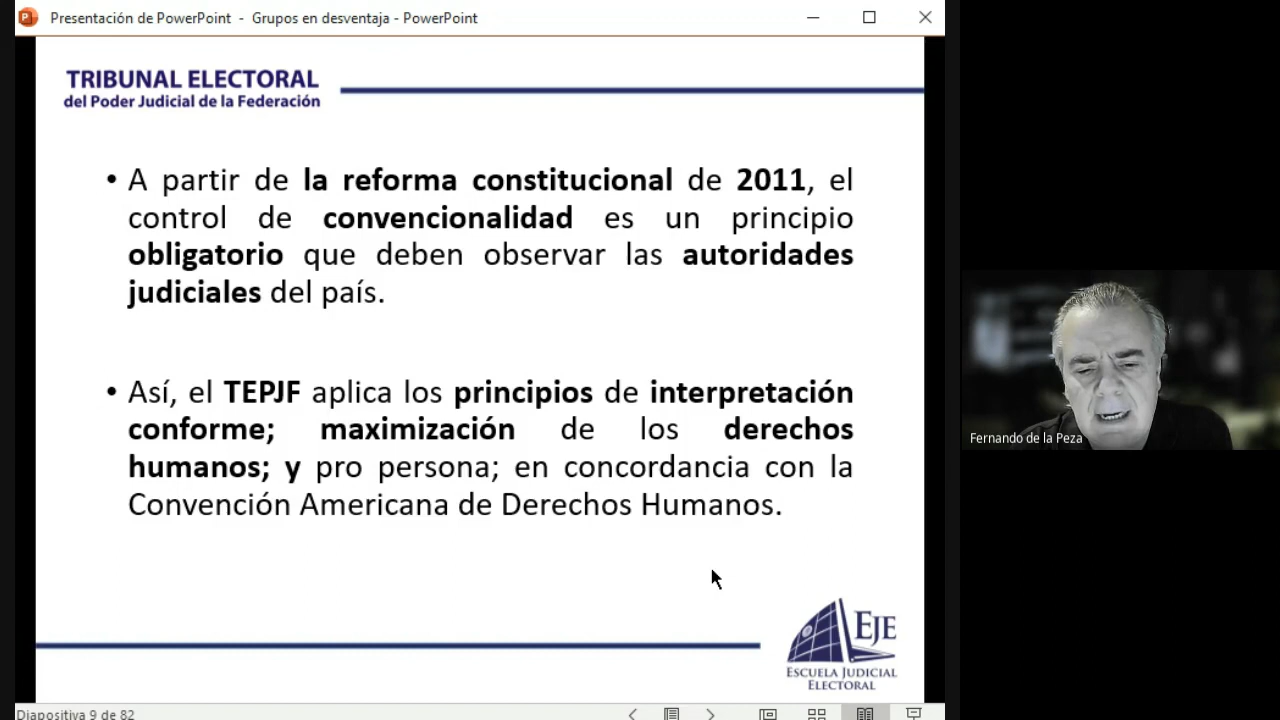 Presentación de PowerPoint - Grupos en desventaja - PowerPoint
TRIBUNAL ELECTORAL
del Poder Judicial de la Federación
• A partir de la reforma constitucional de 2011, el
control de convencionalidad es un principio
obligatorio que deben observar las autoridades
judiciales del país.
• Así, el TEPJF aplica los principios de interpretación
conforme; maximización de los derechos
humanos; y pro persona; en concordancia con la
Convención Americana de Derechos Humanos.
Fernando de la Peza
EJE
ESCUELA JUDICIAL
ELECTORAL
Diapositiva 9 de 82